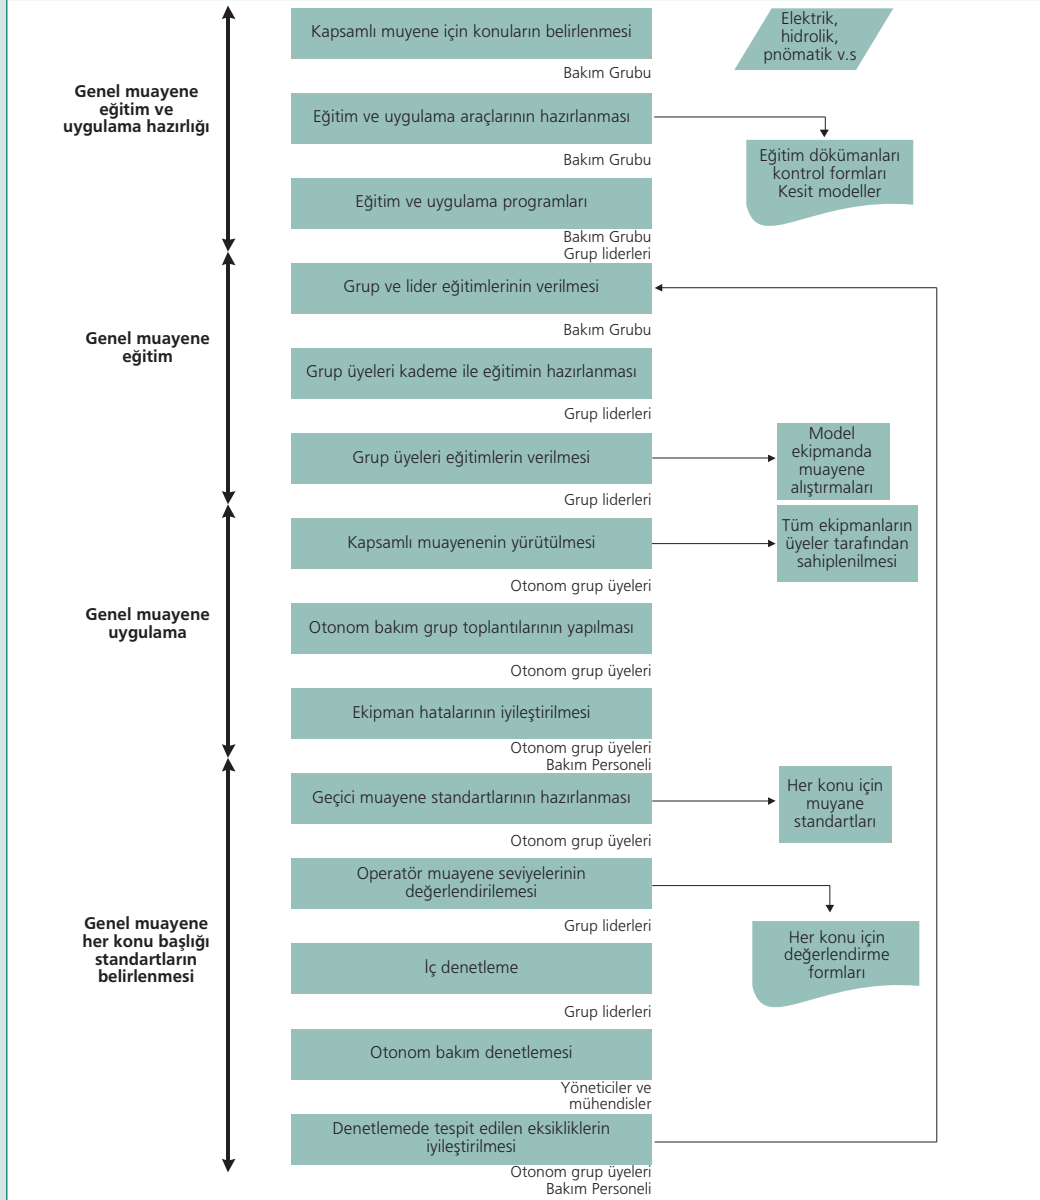 Kapsamlı muyene için konuların belirlenmesi
Elektrik,
hidrolik,
pnömatik v.s
Bakım Grubu
Genel muayene
eğitim ve
uygulama hazırlığı
Eğitim ve uygulama araçlarının hazırlanması
Bakım Grubu
Eğitim dökümanları
kontrol formları
Kesit modeller
Eğitim ve uygulama programları
Bakım Grubu
Grup liderleri
Grup ve lider eğitimlerinin verilmesi
Bakım Grubu
Genel muayene
eğitim
Grup üyeleri kademe ile eğitimin hazırlanması
Grup liderleri
Grup üyeleri eğitimlerin verilmesi
Model
ekipmanda
muayene
alıştırmaları
Grup liderleri
Kapsamlı muayenenin yürütülmesi
Tüm ekipmanların
üyeler tarafından
sahiplenilmesi
Otonom grup üyeleri
Genel muayene
uygulama
Otonom bakım grup toplantılarının yapılması
Otonom grup üyeleri
Ekipman hatalarının iyileştirilmesi
Otonom grup üyeleri
Bakım Personeli
Geçici muayene standartlarının hazırlanması
Her konu için
muyane
standartları
Otonom grup üyeleri
Operatör muayene seviyelerinin
değerlendirilemesi
Grup liderleri
Genel muayene
her konu başlığı
standartların
belirlenmesi
Her konu için
değerlendirme
formları
İç denetleme
Grup liderleri
Otonom bakım denetlemesi
Yöneticiler ve
mühendisler
Denetlemede tespit edilen eksikliklerin
iyileştirilmesi
Otonom grup üyeleri
Bakım Personeli